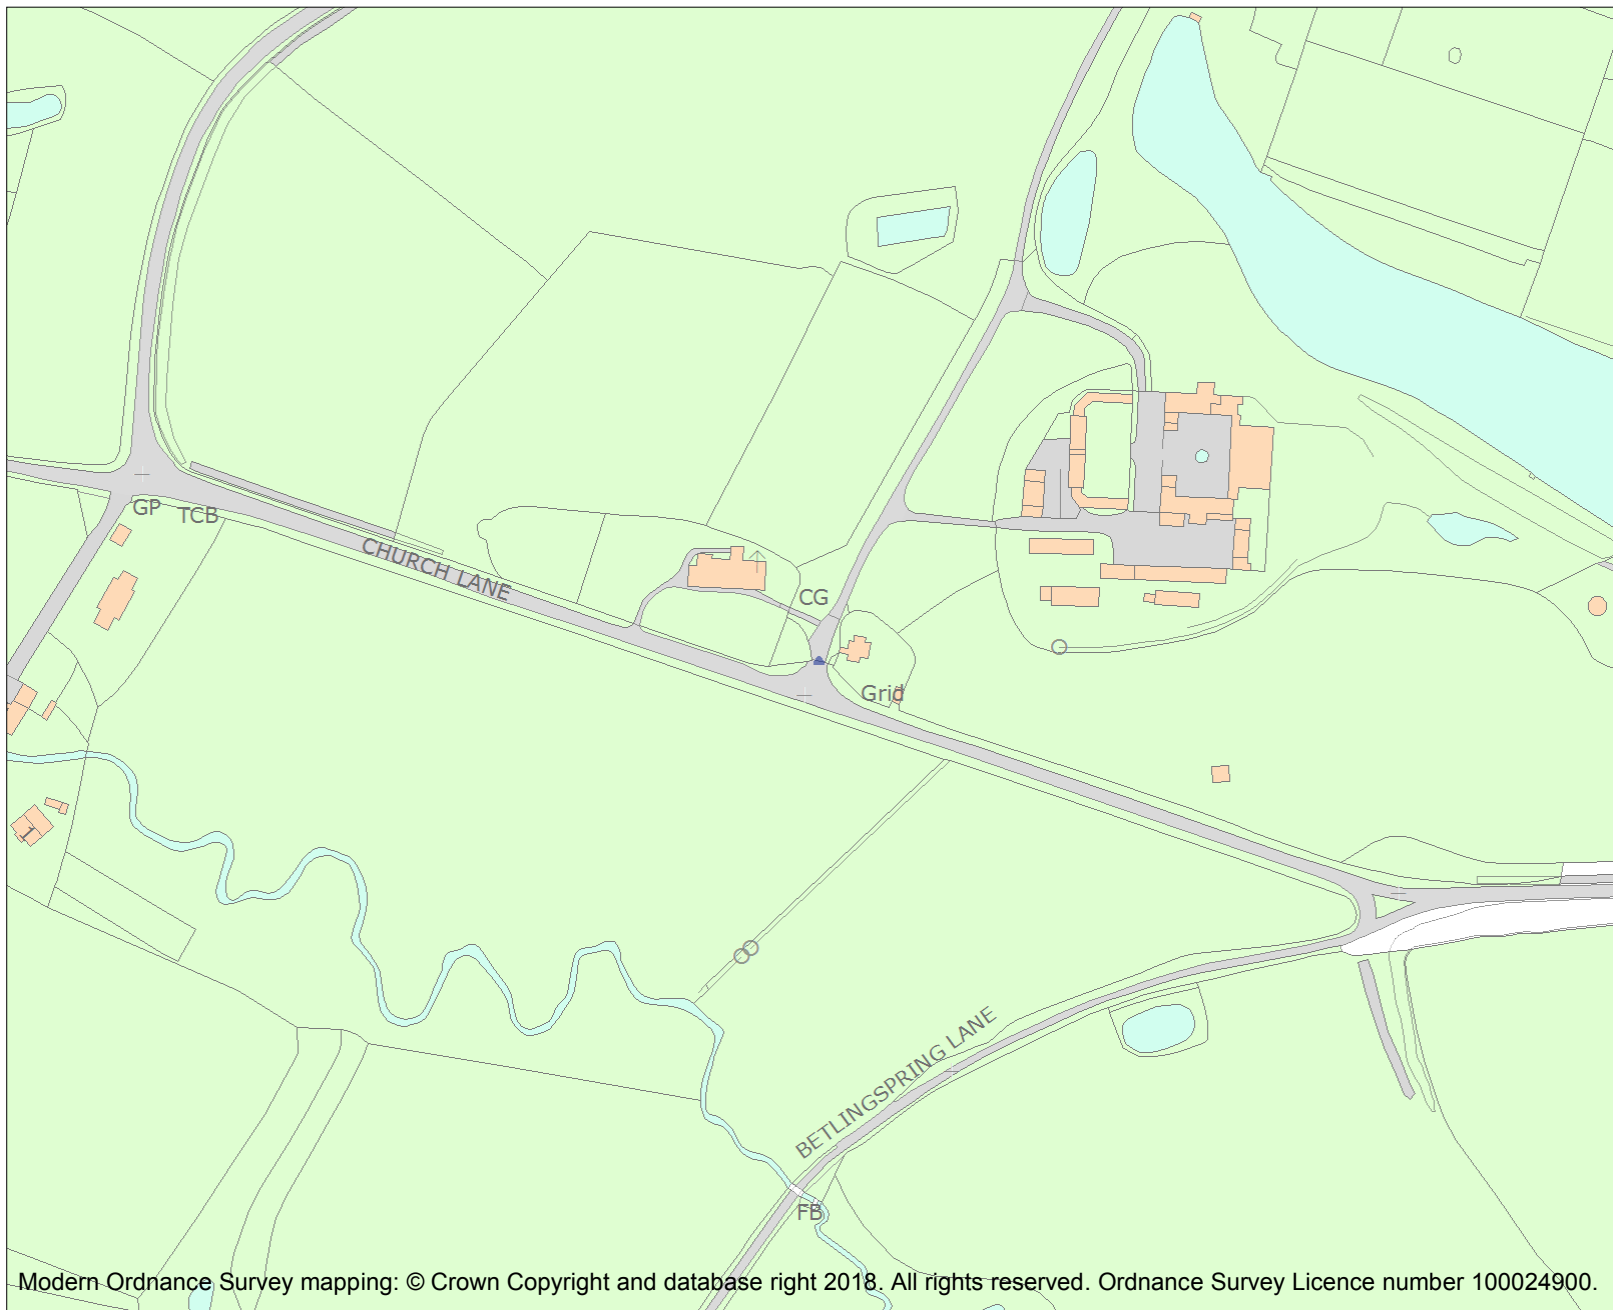 GP
TCB
CHURCH LANE
CG
Grid
1
BETLINGSPRING LANE
FB
Modern Ordnance Survey mapping: © Crown Copyright and database right 2018. All rights reserved. Ordnance Survey Licence number 100024900.